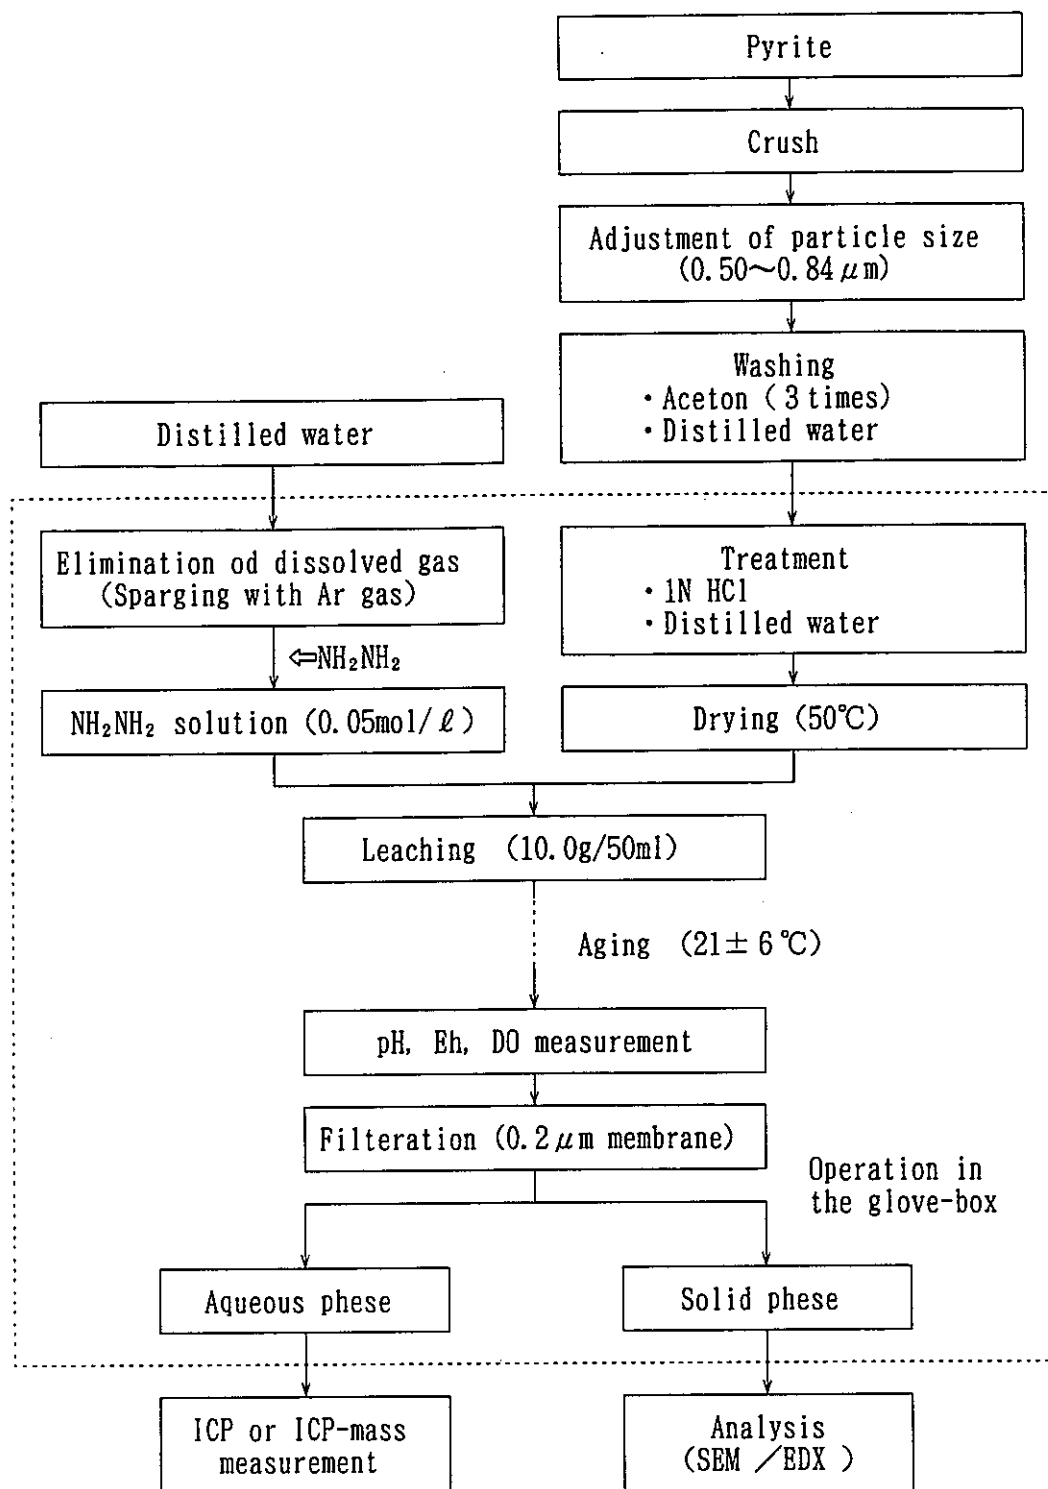 Pyrite
Crush
Adjustment of particle size
(0.50～0.84μm)
Washing
・Aceton (3 times)
・Distilled water
Distilled water
Elimination od dissolved gas
(Sparging with Ar gas)
Treatment
・1N HCl
・Distilled water
⇦NH₂NH₂
NH₂NH₂ solution (0.05mol/ℓ)
Drying (50℃)
Leaching (10.0g/50ml)
Aging (21± 6℃)
pH, Eh, DO measurement
Filteration (0.2μm membrane)
Operation in
the glove-box
Aqueous phese
Solid phese
ICP or ICP-mass
measurement
Analysis
(SEM ／EDX )